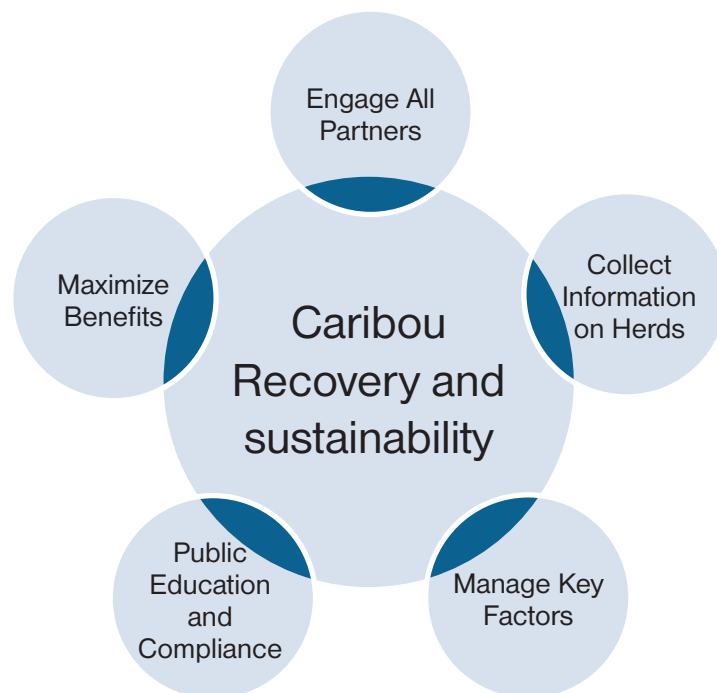 Engage All
Partners
Maximize
Benefits
Collect
Information
on Herds
Caribou
Recovery and
sustainability
Public
Education
and
Compliance
Manage Key
Factors